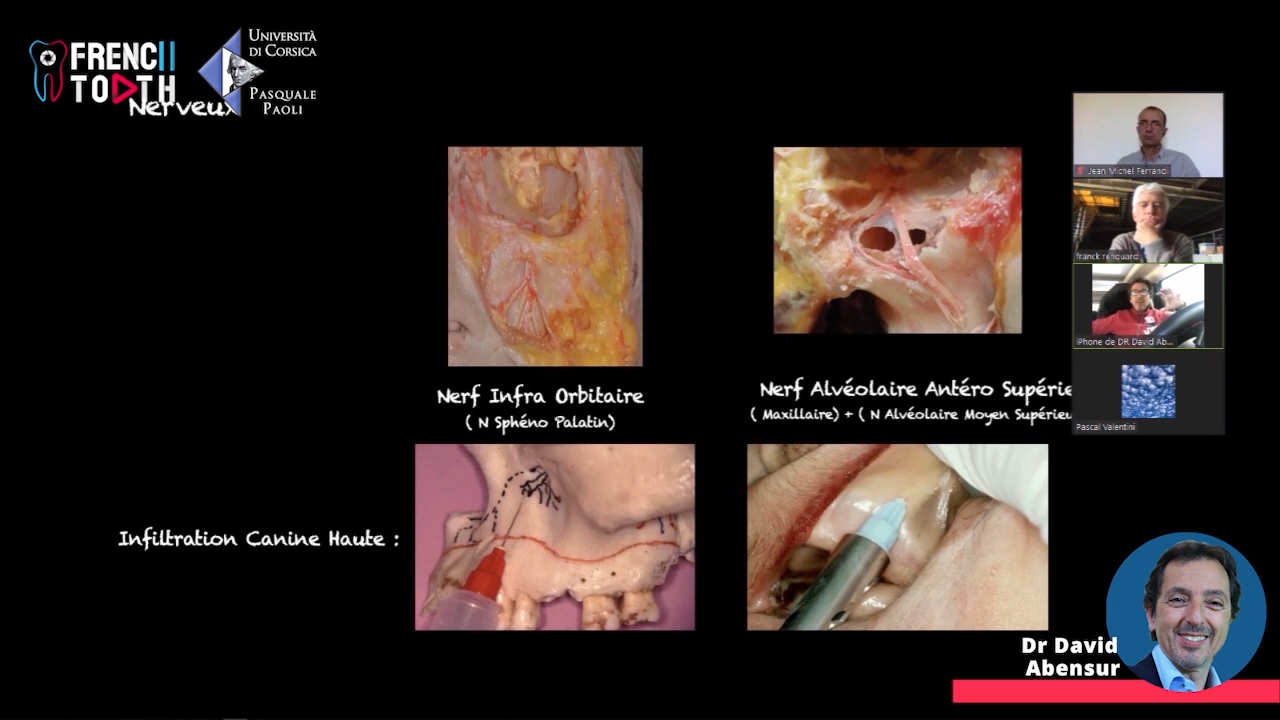 FRENCH
TOOTH
UNIVERSITÀ
DI CORSICA
PASQUALE
PAOLI
Nerveux
Jean Michel Ferrandi
franck renouard
iPhone de DR David Ab...
Pascal Valentini
Nerf Infra Orbitaire
( N Sphéno Palatin)
Nerf Alvéolaire Antéro Supérie
( Maxillaire) + ( N Alvéolaire Moyen Supérieu
Infiltration Canine Haute :
Dr David
Abensur